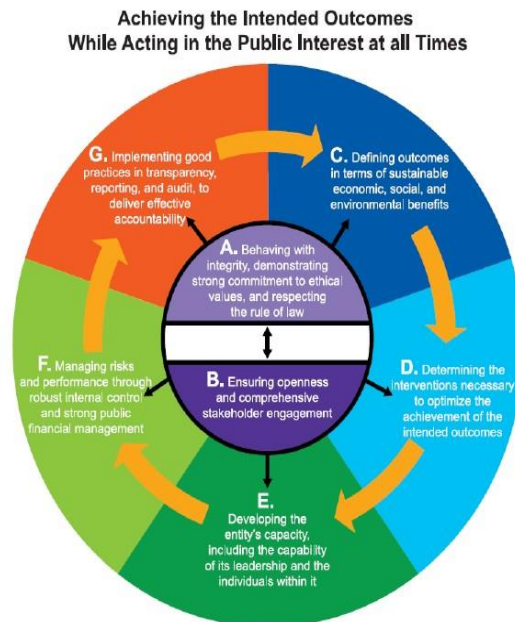 Achieving the Intended Outcomes
While Acting in the Public Interest at all Times
G. Implementing good
practices in transparency,
reporting, and audit, to
deliver effective
accountability
C. Defining outcomes
in terms of sustainable
economic, social, and
environmental benefits
A. Behaving with
integrity, demonstrating
strong commitment to ethical
values, and respecting
the rule of law
F. Managing risks
and performance through
robust internal control
and strong public
financial management
B. Ensuring openness
and comprehensive
stakeholder engagement
D. Determining the
interventions necessary
to optimize the
achievement of the
intended outcomes
E.
Developing the
entity's capacity,
including the capability
of its leadership and the
individuals within it